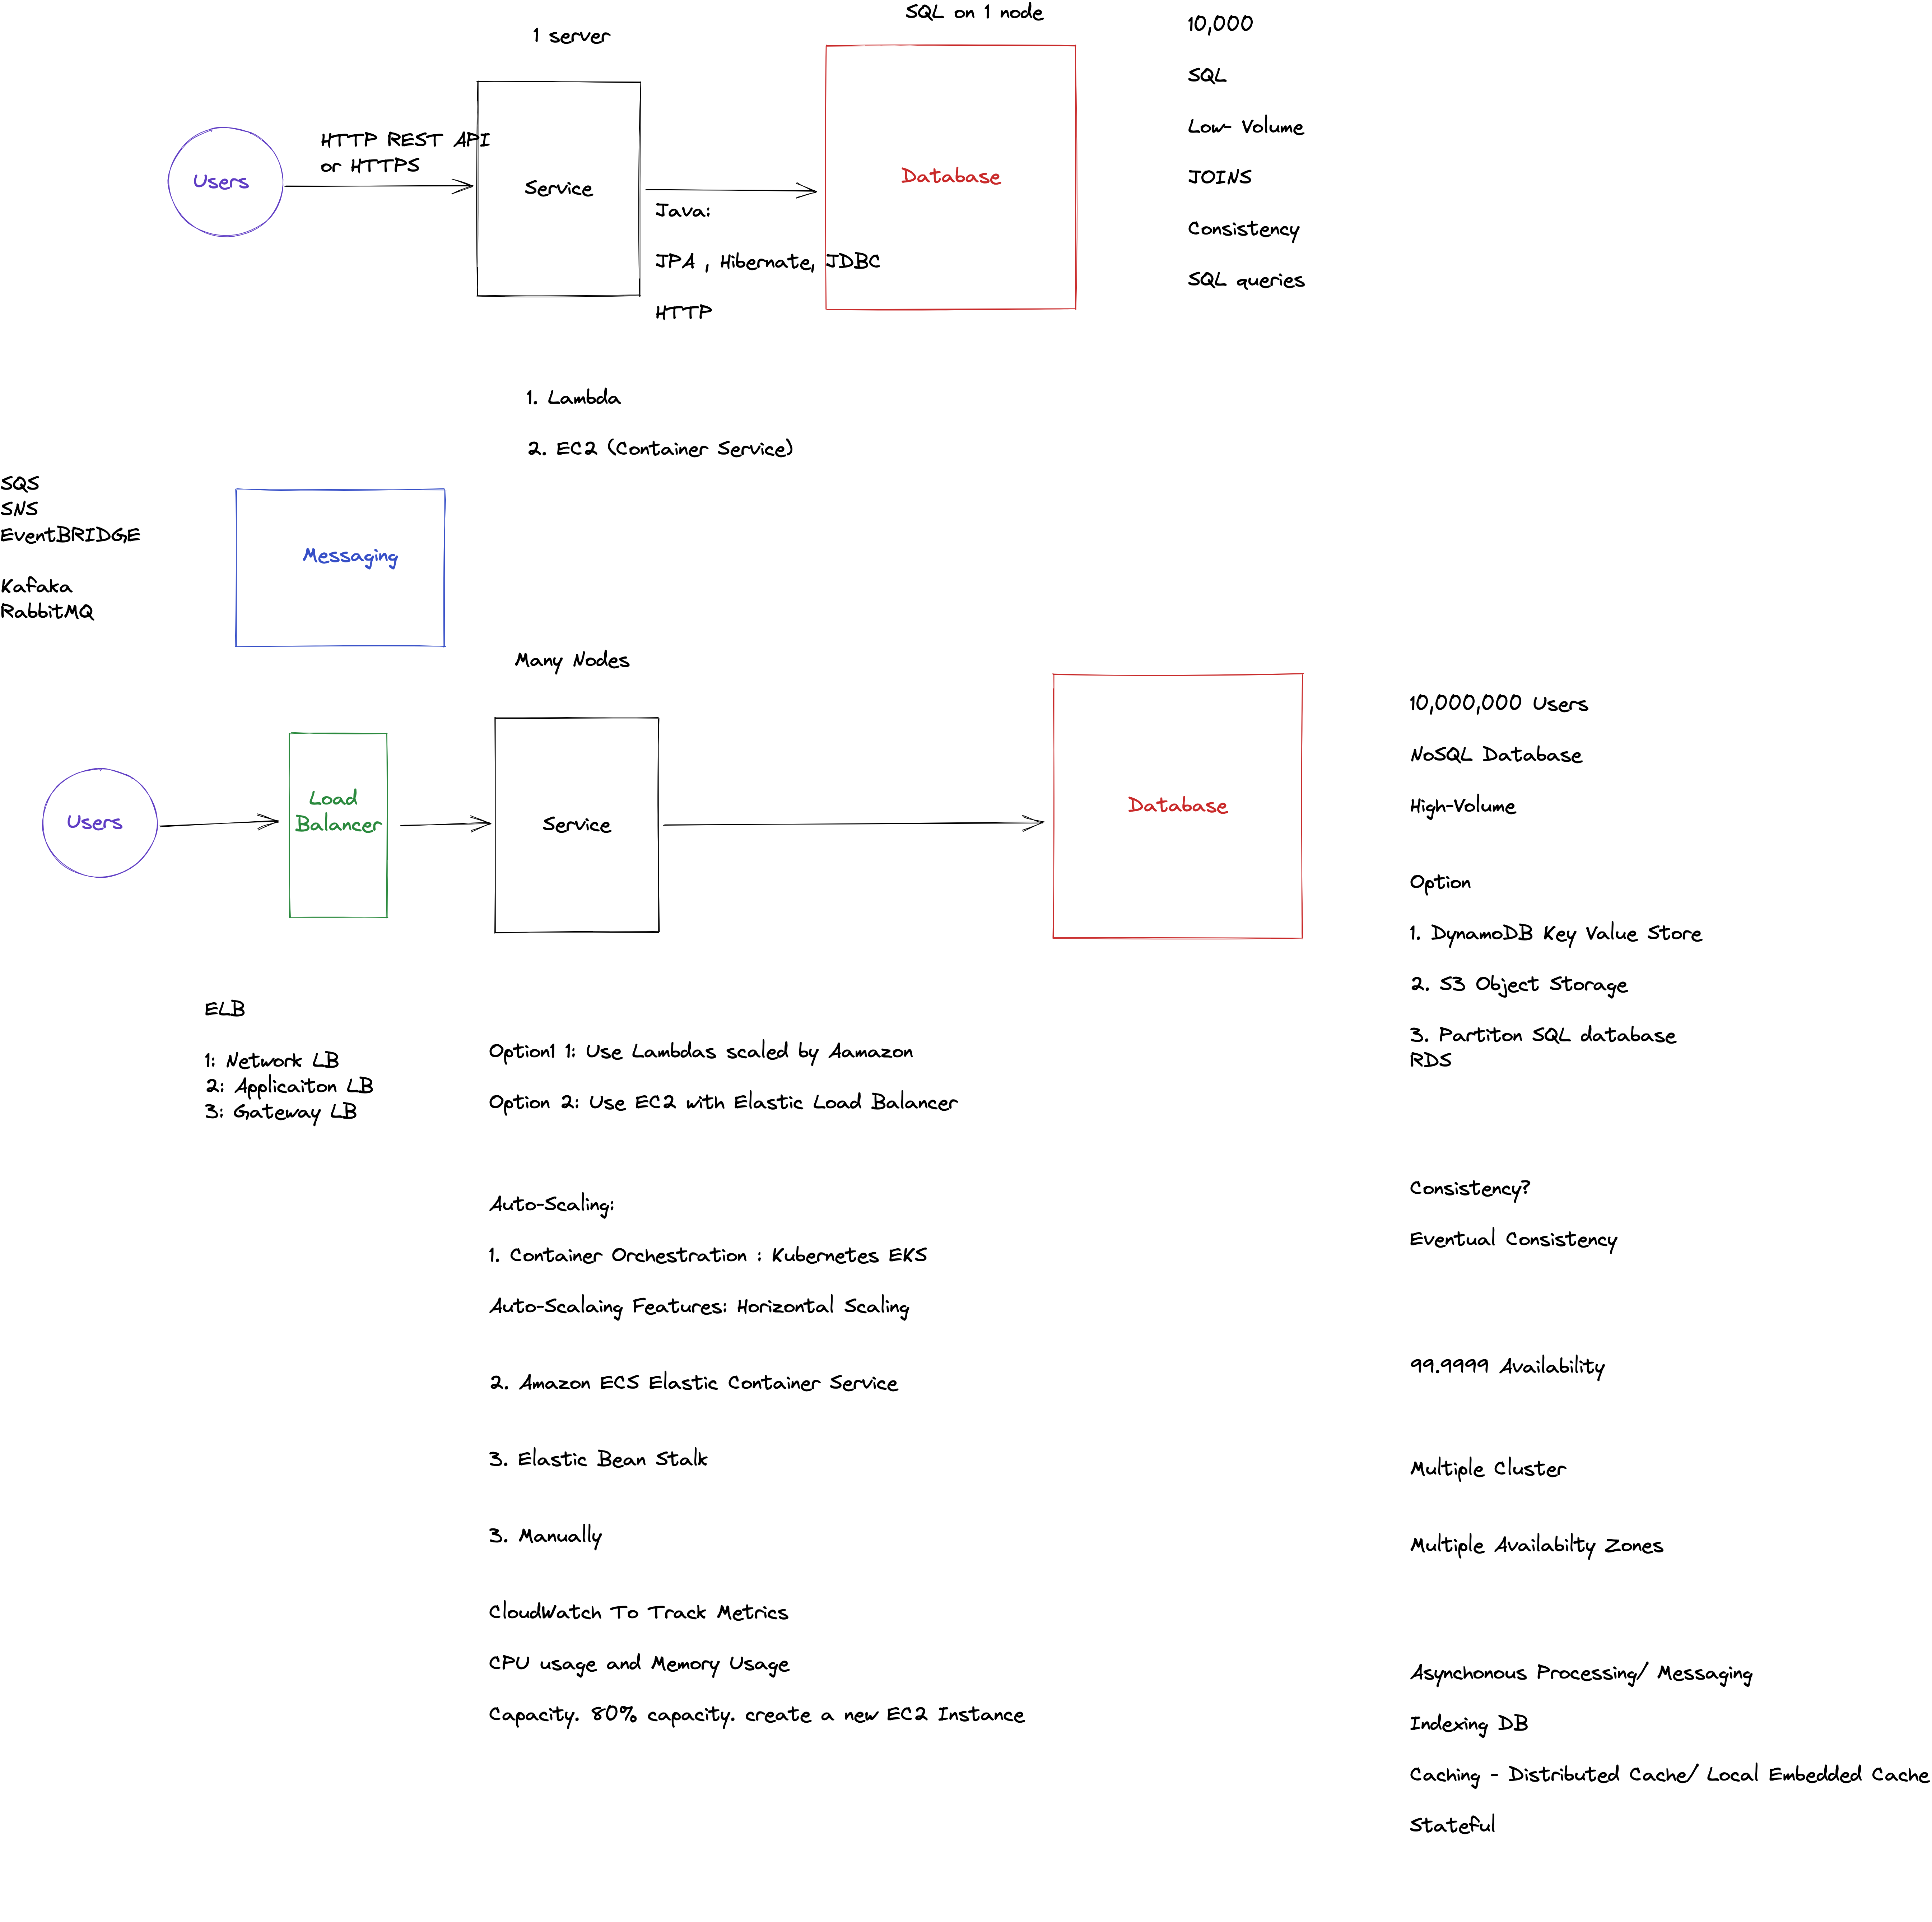 SQL on 1 node
1 server
10,000
SQL
Low- Volume
JOINS
Consistency
SQL queries
HTTP REST API
or HTTPS
Users
Service
Database
Java:
JPA , Hibernate, JDBC
HTTP
1. Lambda
2. EC2 (Container Service)
SQS
SNS
EventBRIDGE
Kafaka
RabbitMQ
Messaging
Many Nodes
Users
Load
Balancer
Service
Database
10,000,000 Users
NoSQL Database
High-Volume
Option
1. DynamoDB Key Value Store
2. S3 Object Storage
3. Partiton SQL database
RDS
ELB
1: Network LB
2: Applicaiton LB
3: Gateway LB
Option1 1: Use Lambdas scaled by Aamazon
Option 2: Use EC2 with Elastic Load Balancer
Auto-Scaling:
1. Container Orchestration : Kubernetes EKS
Auto-Scalaing Features: Horizontal Scaling
2. Amazon ECS Elastic Container Service
3. Elastic Bean Stalk
3. Manually
CloudWatch To Track Metrics
CPU usage and Memory Usage
Capacity. 80% capacity. create a new EC2 Instance
Consistency?
Eventual Consistency
99.9999 Availability
Multiple Cluster
Multiple Availabilty Zones
Asynchonous Processing/ Messaging
Indexing DB
Caching - Distributed Cache/ Local Embedded Cache
Stateful